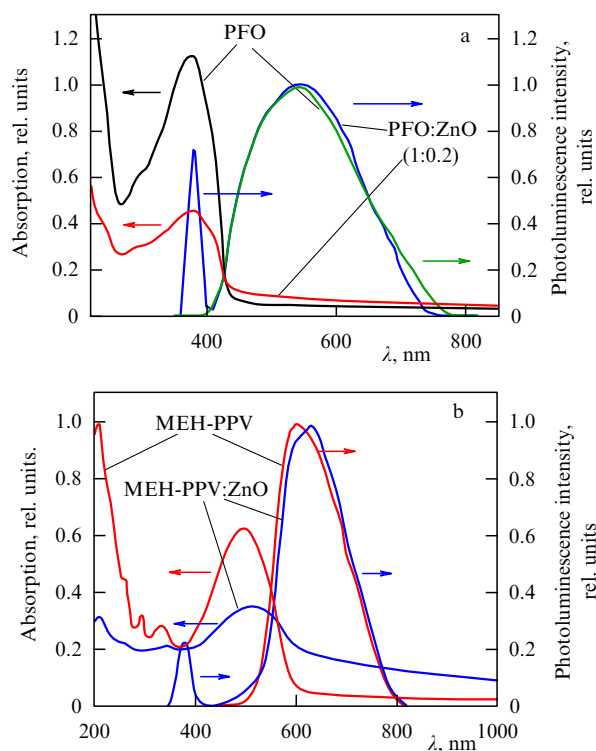 a
PFO
PFO:ZnO
(1:0.2)
Absorption, rel. units
1.2
1.0
0.8
0.6
0.4
0.2
0
400
600
800
λ, nm
1.2
1.0
0.8
0.6
0.4
0.2
0
Photoluminescence intensity,
rel. units
b
MEH-PPV
MEH-PPV:ZnO
Absorption, rel. units.
1.0
0.8
0.6
0.4
0.2
0
200
400
600
800
1000
λ, nm
1.0
0.8
0.6
0.4
0.2
0
Photoluminescence intensity,
rel. units